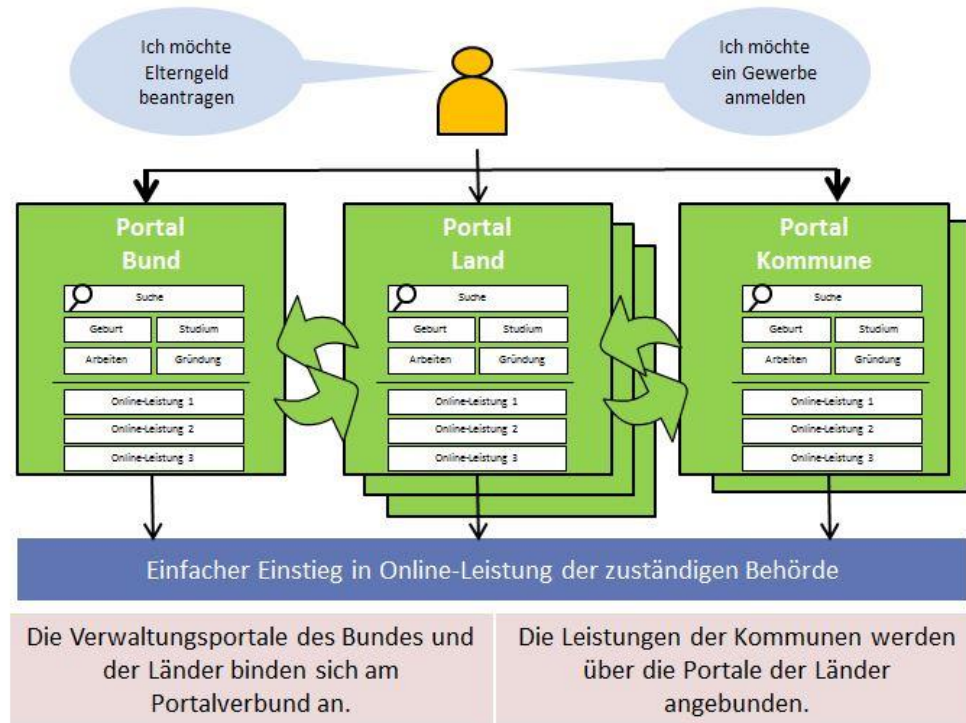 Ich möchte
Elterngeld
beantragen
Ich möchte
ein Gewerbe
anmelden
Portal
Bund
Suche
Geburt
Studium
Arbeiten
Gründung
Online-Leistung 1
Online-Leistung 2
Online-Leistung 3
Portal
Land
Suche
Geburt
Studium
Arbeiten
Gründung
Online-Leistung 1
Online-Leistung 2
Online-Leistung 3
Portal
Kommune
Suche
Geburt
Studium
Arbeiten
Gründung
Online-Leistung 1
Online-Leistung 2
Online-Leistung 3
Einfacher Einstieg in Online-Leistung der zuständigen Behörde
Die Verwaltungsportale des Bundes und
der Länder binden sich am
Portalverbund an.
Die Leistungen der Kommunen werden
über die Portale der Länder
angebunden.